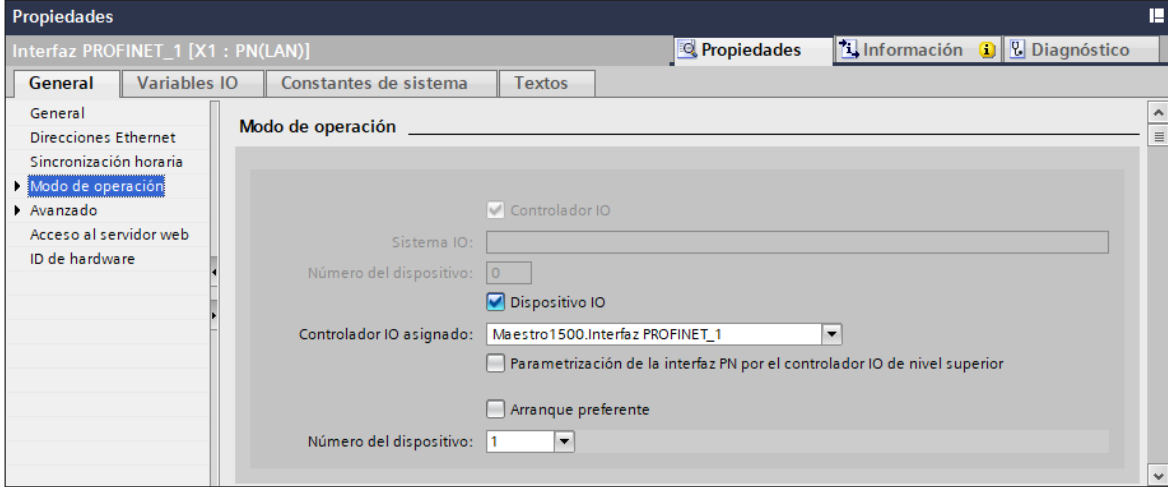 Propiedades
Interfaz PROFINET_1 [X1 : PN(LAN)]
Propiedades
Información
Diagnóstico
General
Variables IO
Constantes de sistema
Textos
General
Direcciones Ethernet
Sincronización horaria
Modo de operación
Avanzado
Acceso al servidor web
ID de hardware
Modo de operación
Controlador IO
Sistema IO:
Número del dispositivo: 0
Dispositivo IO
Controlador IO asignado: Maestro1500.Interfaz PROFINET_1
Parametrización de la interfaz PN por el controlador IO de nivel superior
Arranque preferente
Número del dispositivo: 1